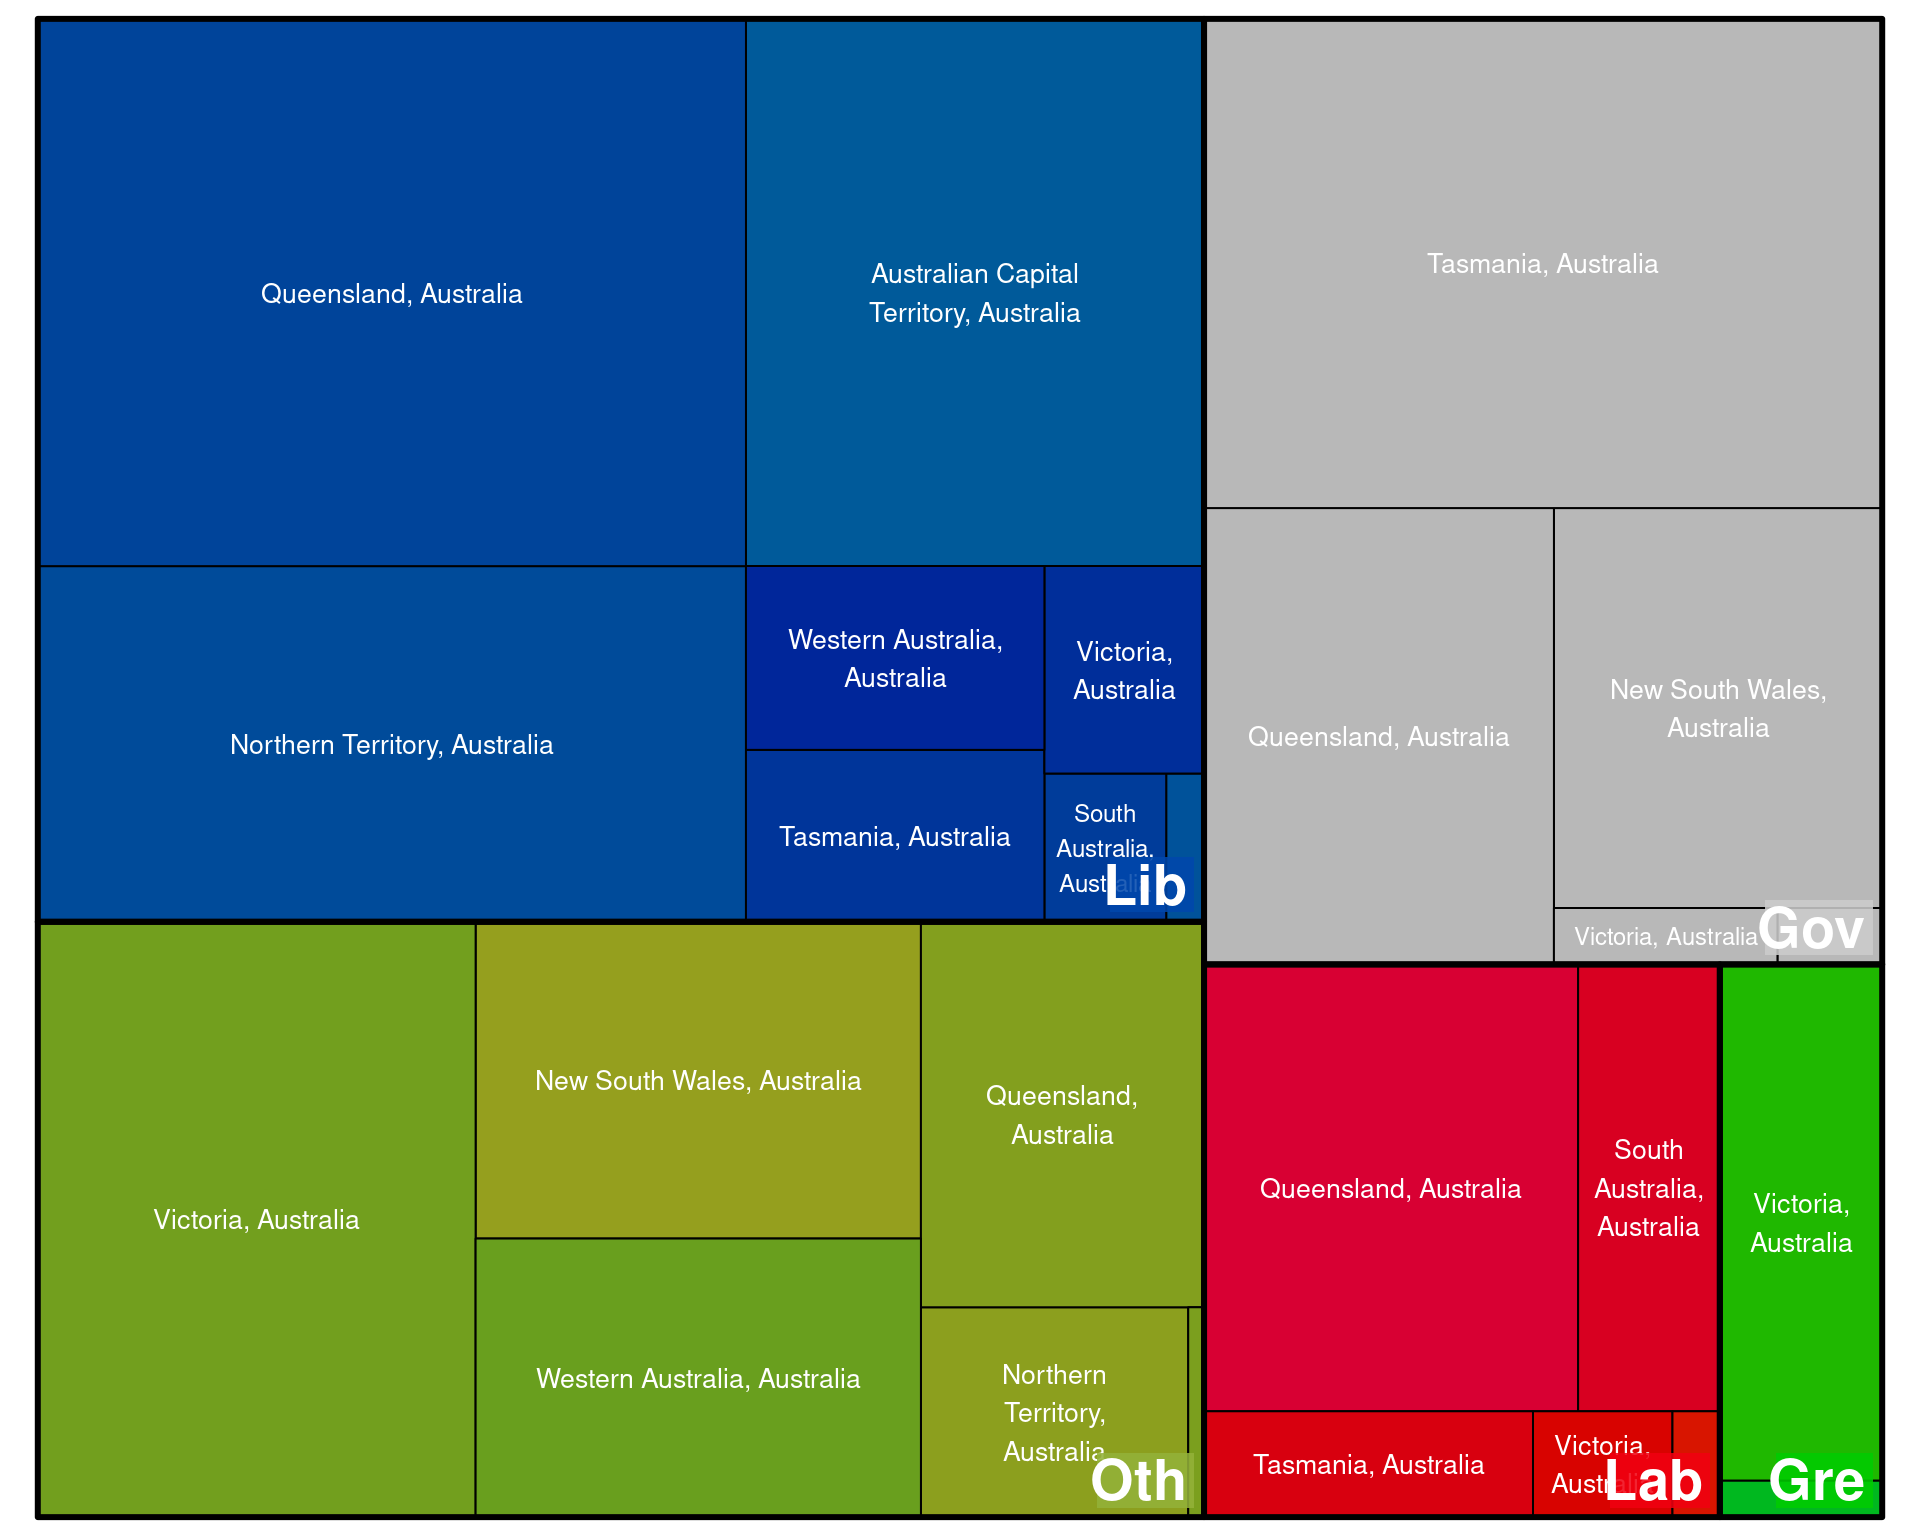 Queensland, Australia
Australian Capital
Territory, Australia
Northern Territory, Australia
Western Australia,
Australia
Victoria,
Australia
Tasmania, Australia
South
Australia,
Australia
Lib
Tasmania, Australia
Queensland, Australia
New South Wales,
Australia
Victoria, Australia
Gov
Victoria, Australia
New South Wales, Australia
Western Australia, Australia
Queensland,
Australia
Northern
Territory,
Australia
Oth
Queensland, Australia
South
Australia,
Australia
Tasmania, Australia
Victoria,
Australia
Lab
Victoria,
Australia
Gre